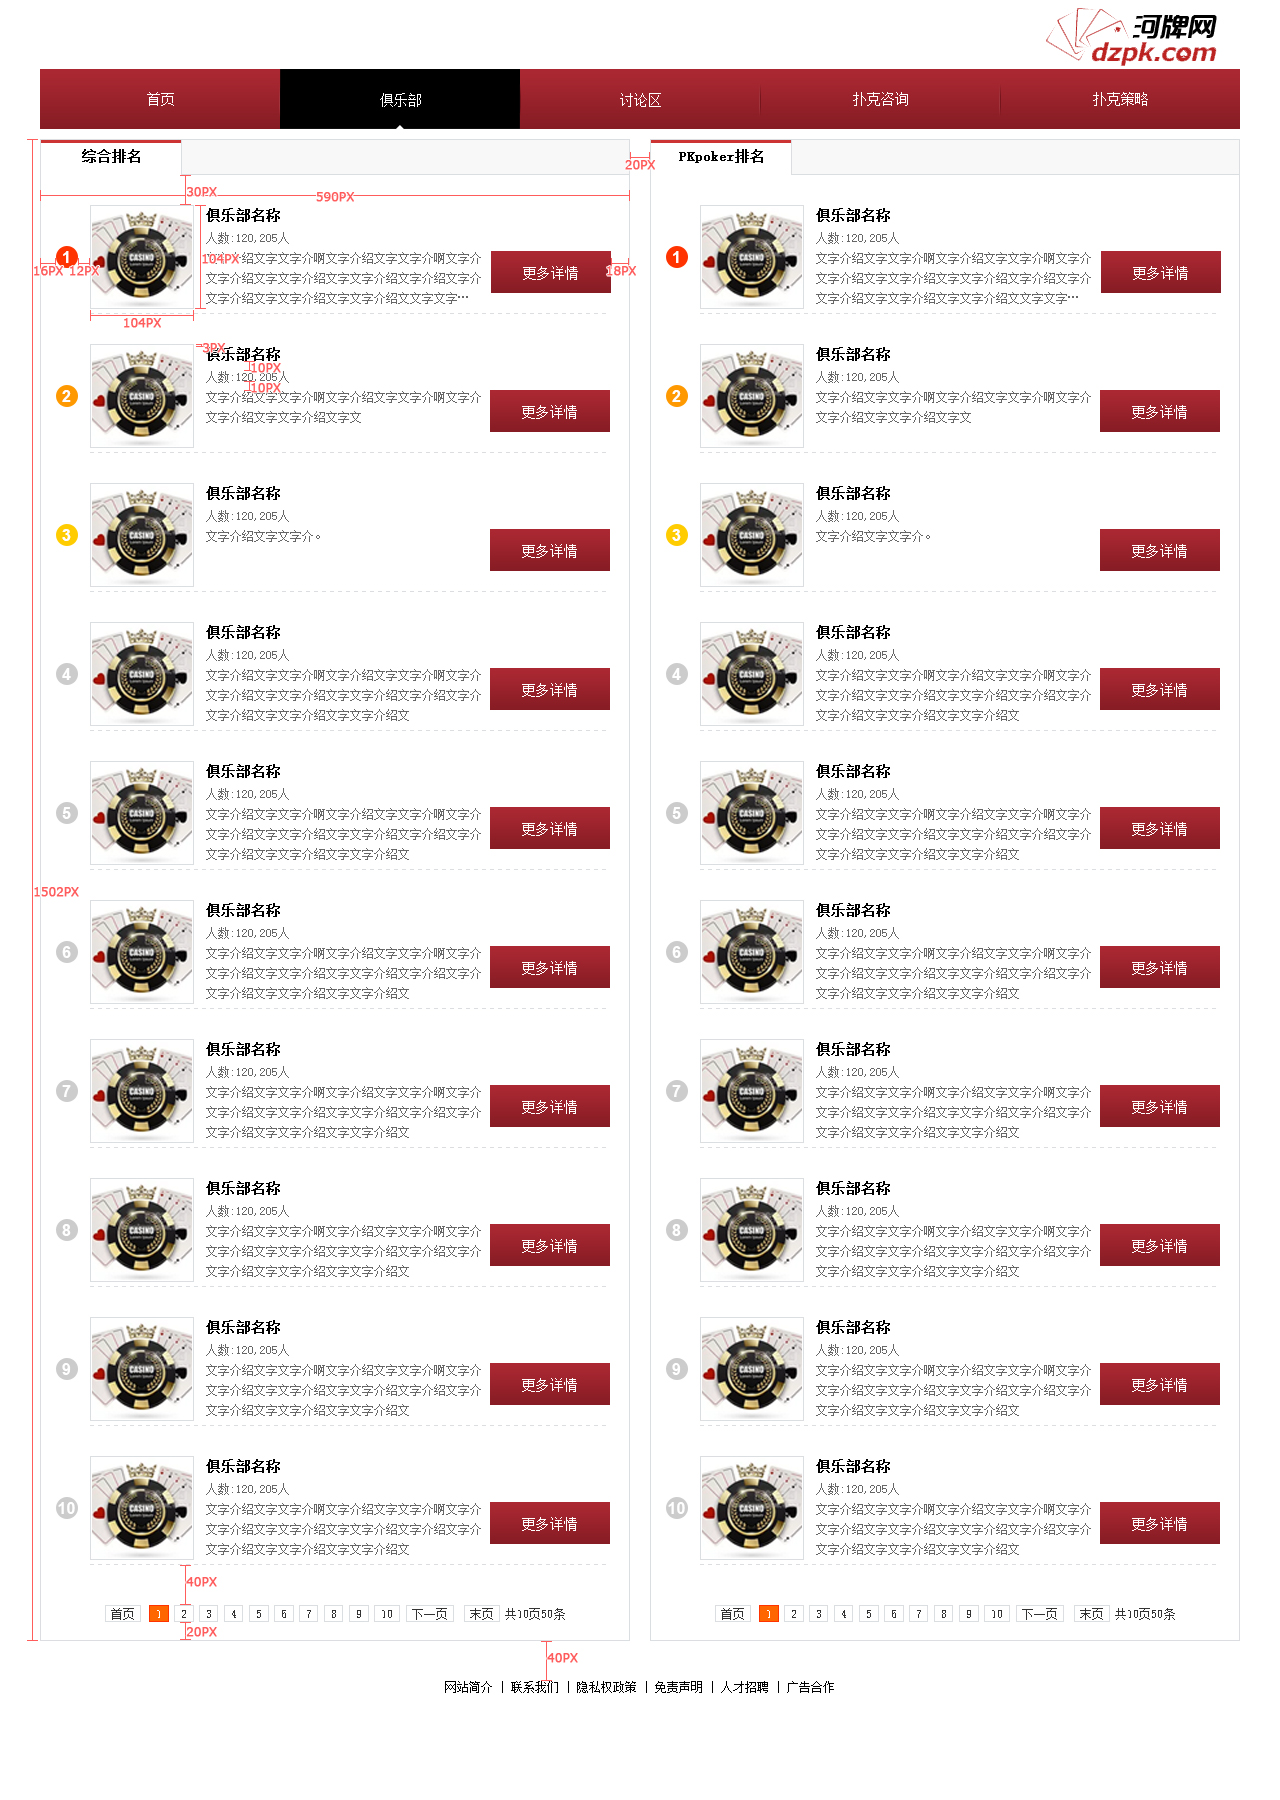 河牌网
dzpk.com
首页 俱乐部 讨论区 扑克咨询 扑克策略
综合排名
20PX
PKpoker排名
30PX
590PX
俱乐部名称
人数:120,205人
1
16PX 12PX
104PX
文字介绍文字文字介啊文字介绍文字文字介啊文字介
文字介绍文字文字介绍文字文字介绍文字介绍文字介
文字介绍文字文字介绍文字文字介绍文文字文字…
更多详情
18PX
104PX
3PX
俱乐部名称
10PX
人数:120,205人
10PX
2
文字介绍文字文字介啊文字介绍文字文字介啊文字介
文字介绍文字文字介绍文字文
更多详情
俱乐部名称
人数:120,205人
3
文字介绍文字文字介。
更多详情
俱乐部名称
人数:120,205人
4
文字介绍文字文字介啊文字介绍文字文字介啊文字介
文字介绍文字文字介绍文字文字介绍文字介绍文字介
文字介绍文字文字介绍文字文字介绍文
更多详情
俱乐部名称
人数:120,205人
5
文字介绍文字文字介啊文字介绍文字文字介啊文字介
文字介绍文字文字介绍文字文字介绍文字介绍文字介
文字介绍文字文字介绍文字文字介绍文
更多详情
1502PX
俱乐部名称
人数:120,205人
6
文字介绍文字文字介啊文字介绍文字文字介啊文字介
文字介绍文字文字介绍文字文字介绍文字介绍文字介
文字介绍文字文字介绍文字文字介绍文
更多详情
俱乐部名称
人数:120,205人
7
文字介绍文字文字介啊文字介绍文字文字介啊文字介
文字介绍文字文字介绍文字文字介绍文字介绍文字介
文字介绍文字文字介绍文字文字介绍文
更多详情
俱乐部名称
人数:120,205人
8
文字介绍文字文字介啊文字介绍文字文字介啊文字介
文字介绍文字文字介绍文字文字介绍文字介绍文字介
文字介绍文字文字介绍文字文字介绍文
更多详情
俱乐部名称
人数:120,205人
9
文字介绍文字文字介啊文字介绍文字文字介啊文字介
文字介绍文字文字介绍文字文字介绍文字介绍文字介
文字介绍文字文字介绍文字文字介绍文
更多详情
俱乐部名称
人数:120,205人
10
文字介绍文字文字介啊文字介绍文字文字介啊文字介
文字介绍文字文字介绍文字文字介绍文字介绍文字介
文字介绍文字文字介绍文字文字介绍文
更多详情
40PX
首页 1 2 3 4 5 6 7 8 9 10 下一页 末页 共10页50条
20PX
俱乐部名称
人数:120,205人
1
文字介绍文字文字介啊文字介绍文字文字介啊文字介
文字介绍文字文字介绍文字文字介绍文字介绍文字介
文字介绍文字文字介绍文字文字介绍文文字文字…
更多详情
俱乐部名称
人数:120,205人
2
文字介绍文字文字介啊文字介绍文字文字介啊文字介
文字介绍文字文字介绍文字文
更多详情
俱乐部名称
人数:120,205人
3
文字介绍文字文字介。
更多详情
俱乐部名称
人数:120,205人
4
文字介绍文字文字介啊文字介绍文字文字介啊文字介
文字介绍文字文字介绍文字文字介绍文字介绍文字介
文字介绍文字文字介绍文字文字介绍文
更多详情
俱乐部名称
人数:120,205人
5
文字介绍文字文字介啊文字介绍文字文字介啊文字介
文字介绍文字文字介绍文字文字介绍文字介绍文字介
文字介绍文字文字介绍文字文字介绍文
更多详情
俱乐部名称
人数:120,205人
6
文字介绍文字文字介啊文字介绍文字文字介啊文字介
文字介绍文字文字介绍文字文字介绍文字介绍文字介
文字介绍文字文字介绍文字文字介绍文
更多详情
俱乐部名称
人数:120,205人
7
文字介绍文字文字介啊文字介绍文字文字介啊文字介
文字介绍文字文字介绍文字文字介绍文字介绍文字介
文字介绍文字文字介绍文字文字介绍文
更多详情
俱乐部名称
人数:120,205人
8
文字介绍文字文字介啊文字介绍文字文字介啊文字介
文字介绍文字文字介绍文字文字介绍文字介绍文字介
文字介绍文字文字介绍文字文字介绍文
更多详情
俱乐部名称
人数:120,205人
9
文字介绍文字文字介啊文字介绍文字文字介啊文字介
文字介绍文字文字介绍文字文字介绍文字介绍文字介
文字介绍文字文字介绍文字文字介绍文
更多详情
俱乐部名称
人数:120,205人
10
文字介绍文字文字介啊文字介绍文字文字介啊文字介
文字介绍文字文字介绍文字文字介绍文字介绍文字介
文字介绍文字文字介绍文字文字介绍文
更多详情
首页 1 2 3 4 5 6 7 8 9 10 下一页 末页 共10页50条
40PX
网站简介 | 联系我们 | 隐私权政策 | 免责声明 | 人才招聘 | 广告合作